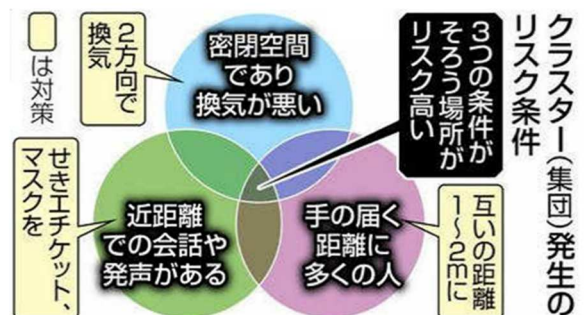 クラスター(集団)発生の
リスク条件
3つの条件が
そろう場所が
リスク高い
密閉空間
であり
換気が悪い
2方向で
換気
は対策
近距離
での会話や
発声がある
せきエチケット、
マスクを
手の届く
距離に
多くの人
互いの距離
1〜2mに